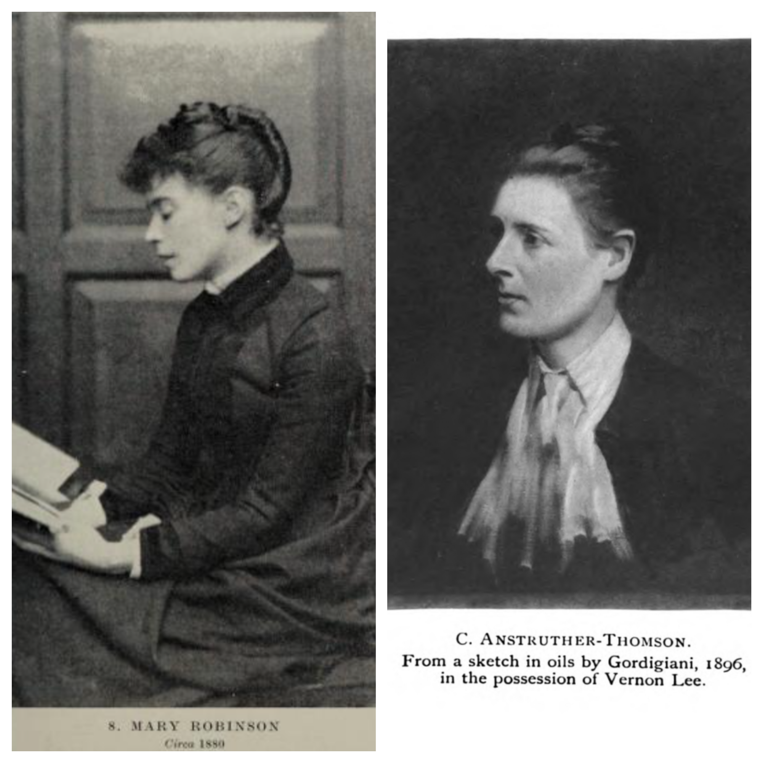 8. MARY ROBINSON
Circa 1880
C. ANSTRUTHER-THOMSON.
From a sketch in oils by Gordigiani, 1896,
in the possession of Vernon Lee.